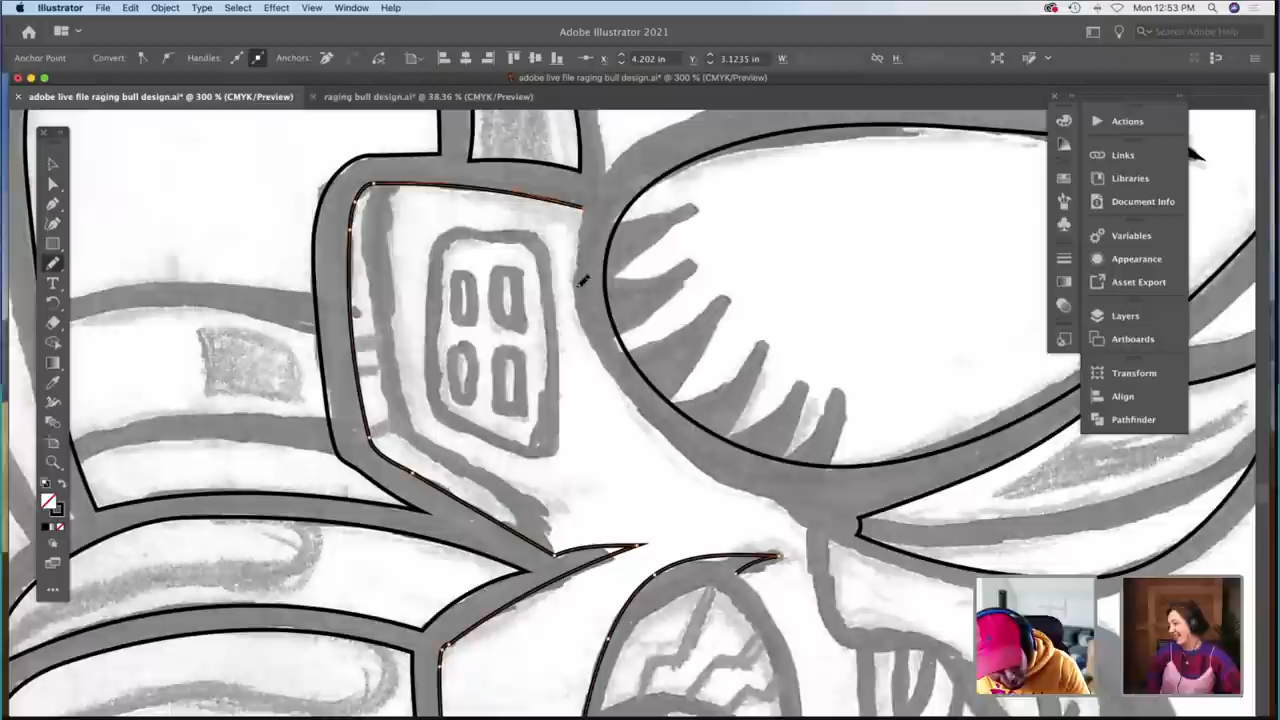 Illustrator File Edit Object Type Select Effect View Window Help Mon 12:53 PM
Adobe Illustrator 2021
Search Adobe Help
Anchor Point Convert: Handles: Anchors: X: 4.202 in Y: 3.1235 in W: H:
adobe live file raging bull design.ai* @ 300 % (CMYK/Preview)
adobe live file raging bull design.ai* @ 300 % (CMYK/Preview)
raging bull design.ai* @ 38.36 % (CMYK/Preview)
Actions
Links
Libraries
Document Info
Variables
Appearance
Asset Export
Layers
Artboards
Transform
Align
Pathfinder